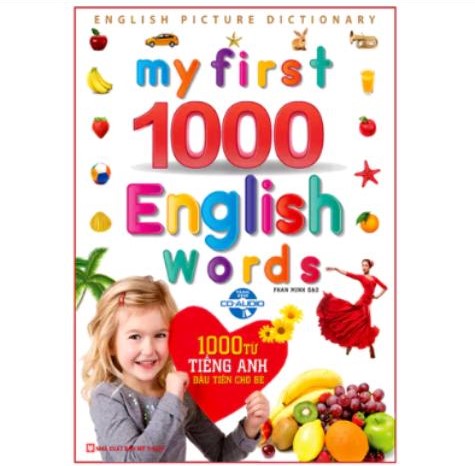 ENGLISH PICTURE DICTIONARY
my first
1000
English
words
PHAN MINH ĐẠO
CD-AUDIO
1000 TỪ
TIẾNG ANH
ĐẦU TIÊN CHO BÉ